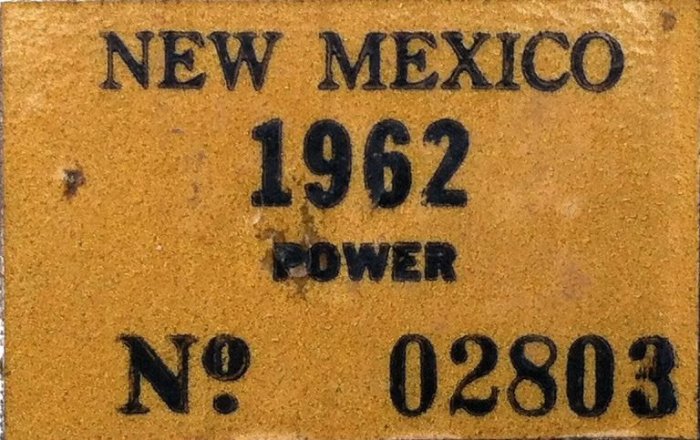 NEW MEXICO
1962
POWER
Nº 02803